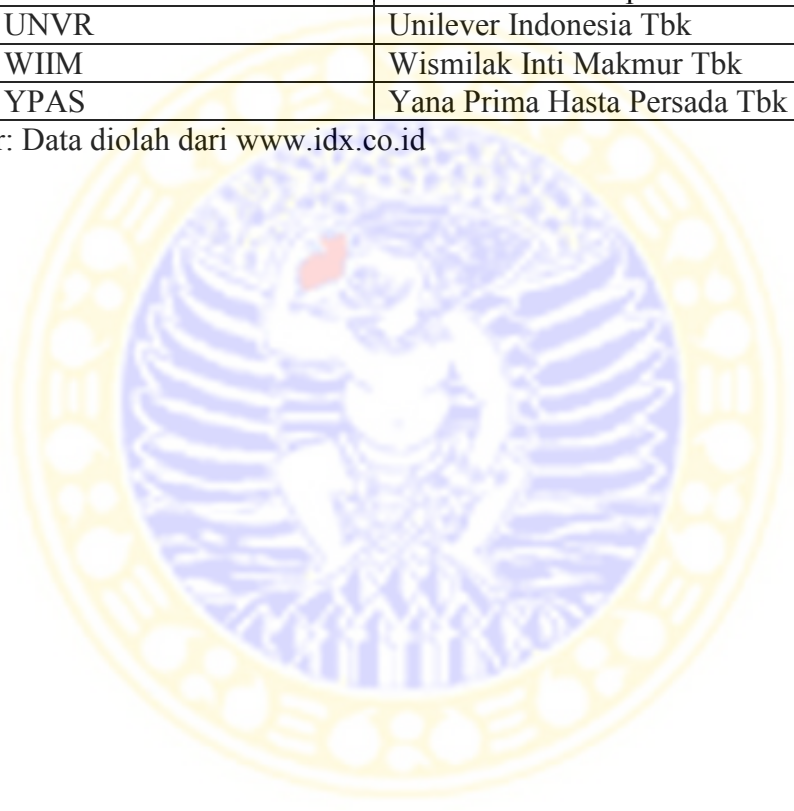 UNVR Unilever Indonesia Tbk
WIIM Wismilak Inti Makmur Tbk
YPAS Yana Prima Hasta Persada Tbk
r: Data diolah dari www.idx.co.id